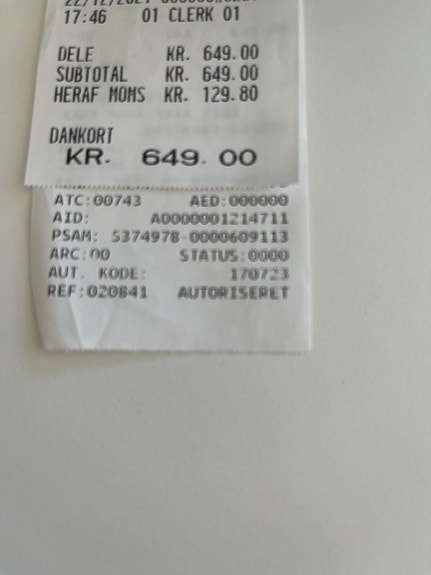 17:46 01 CLERK 01
DELE KR. 649.00
SUBTOTAL KR. 649.00
HERAF MOMS KR. 129.80
DANKORT
KR. 649.00
ATC:00743 AED:000000
AID: A0000001214711
PSAM: 5374978-0000609113
ARC:00 STATUS:0000
AUT. KODE: 170723
REF:020841 AUTORISERET